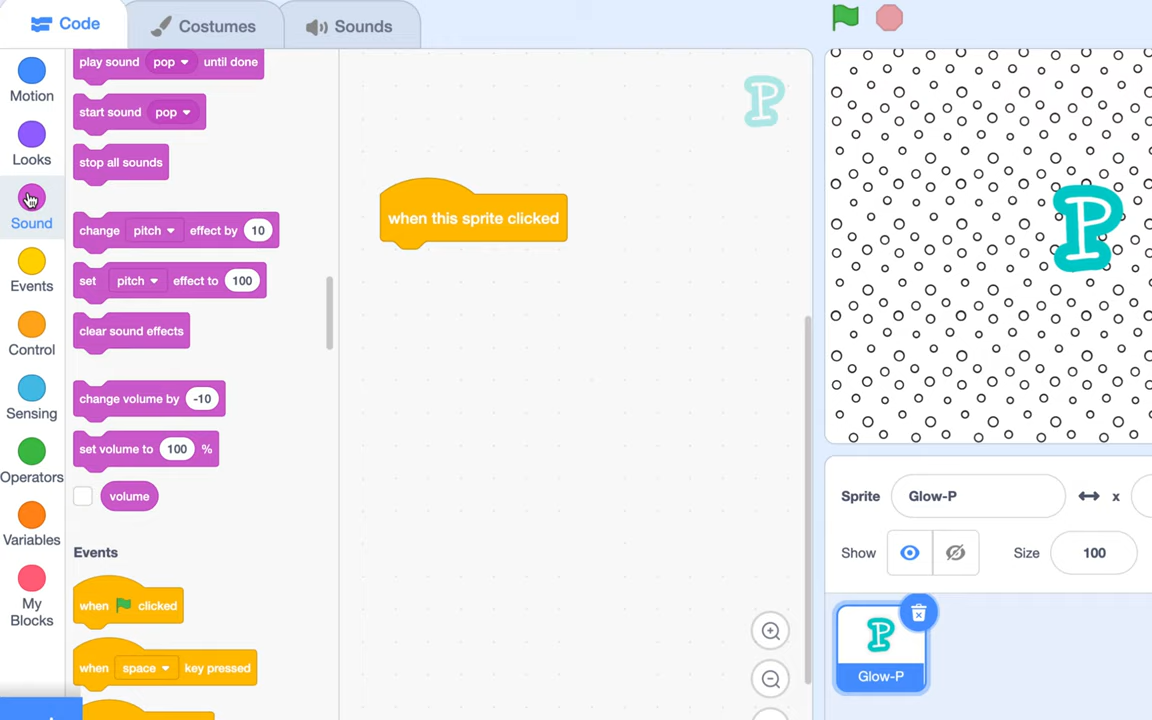 Code
Costumes
Sounds
Motion
Looks
Sound
Events
Control
Sensing
Operators
Variables
My
Blocks
play sound pop until done
start sound pop
stop all sounds
change pitch effect by 10
set pitch effect to 100
clear sound effects
change volume by -10
set volume to 100 %
volume
Events
when clicked
when space key pressed
when this sprite clicked
P
P
Sprite Glow-P x
Show Size 100
P
Glow-P